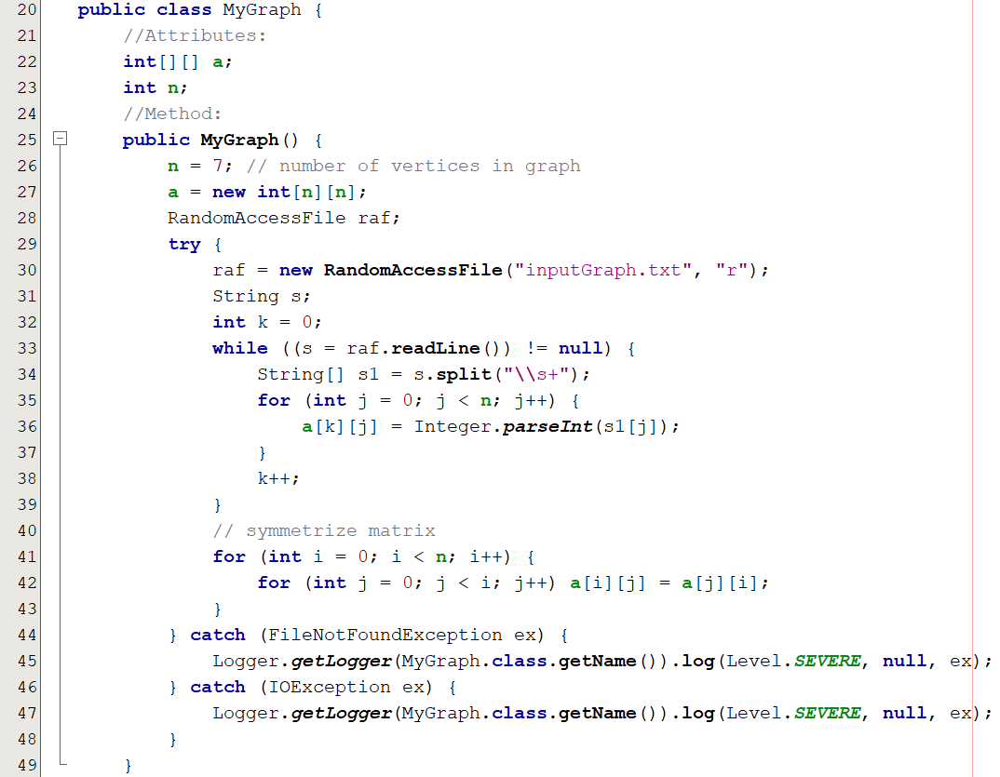 20 public class MyGraph {
21     //Attributes:
22     int[][] a;
23     int n;
24     //Method:
25     public MyGraph() {
26         n = 7; // number of vertices in graph
27         a = new int[n][n];
28         RandomAccessFile raf;
29         try {
30             raf = new RandomAccessFile("inputGraph.txt", "r");
31             String s;
32             int k = 0;
33             while ((s = raf.readLine()) != null) {
34                 String[] s1 = s.split("\\s+");
35                 for (int j = 0; j < n; j++) {
36                     a[k][j] = Integer.parseInt(s1[j]);
37                 }
38                 k++;
39             }
40             // symmetrize matrix
41             for (int i = 0; i < n; i++) {
42                 for (int j = 0; j < i; j++) a[i][j] = a[j][i];
43             }
44         } catch (FileNotFoundException ex) {
45             Logger.getLogger(MyGraph.class.getName()).log(Level.SEVERE, null, ex);
46         } catch (IOException ex) {
47             Logger.getLogger(MyGraph.class.getName()).log(Level.SEVERE, null, ex);
48         }
49     }